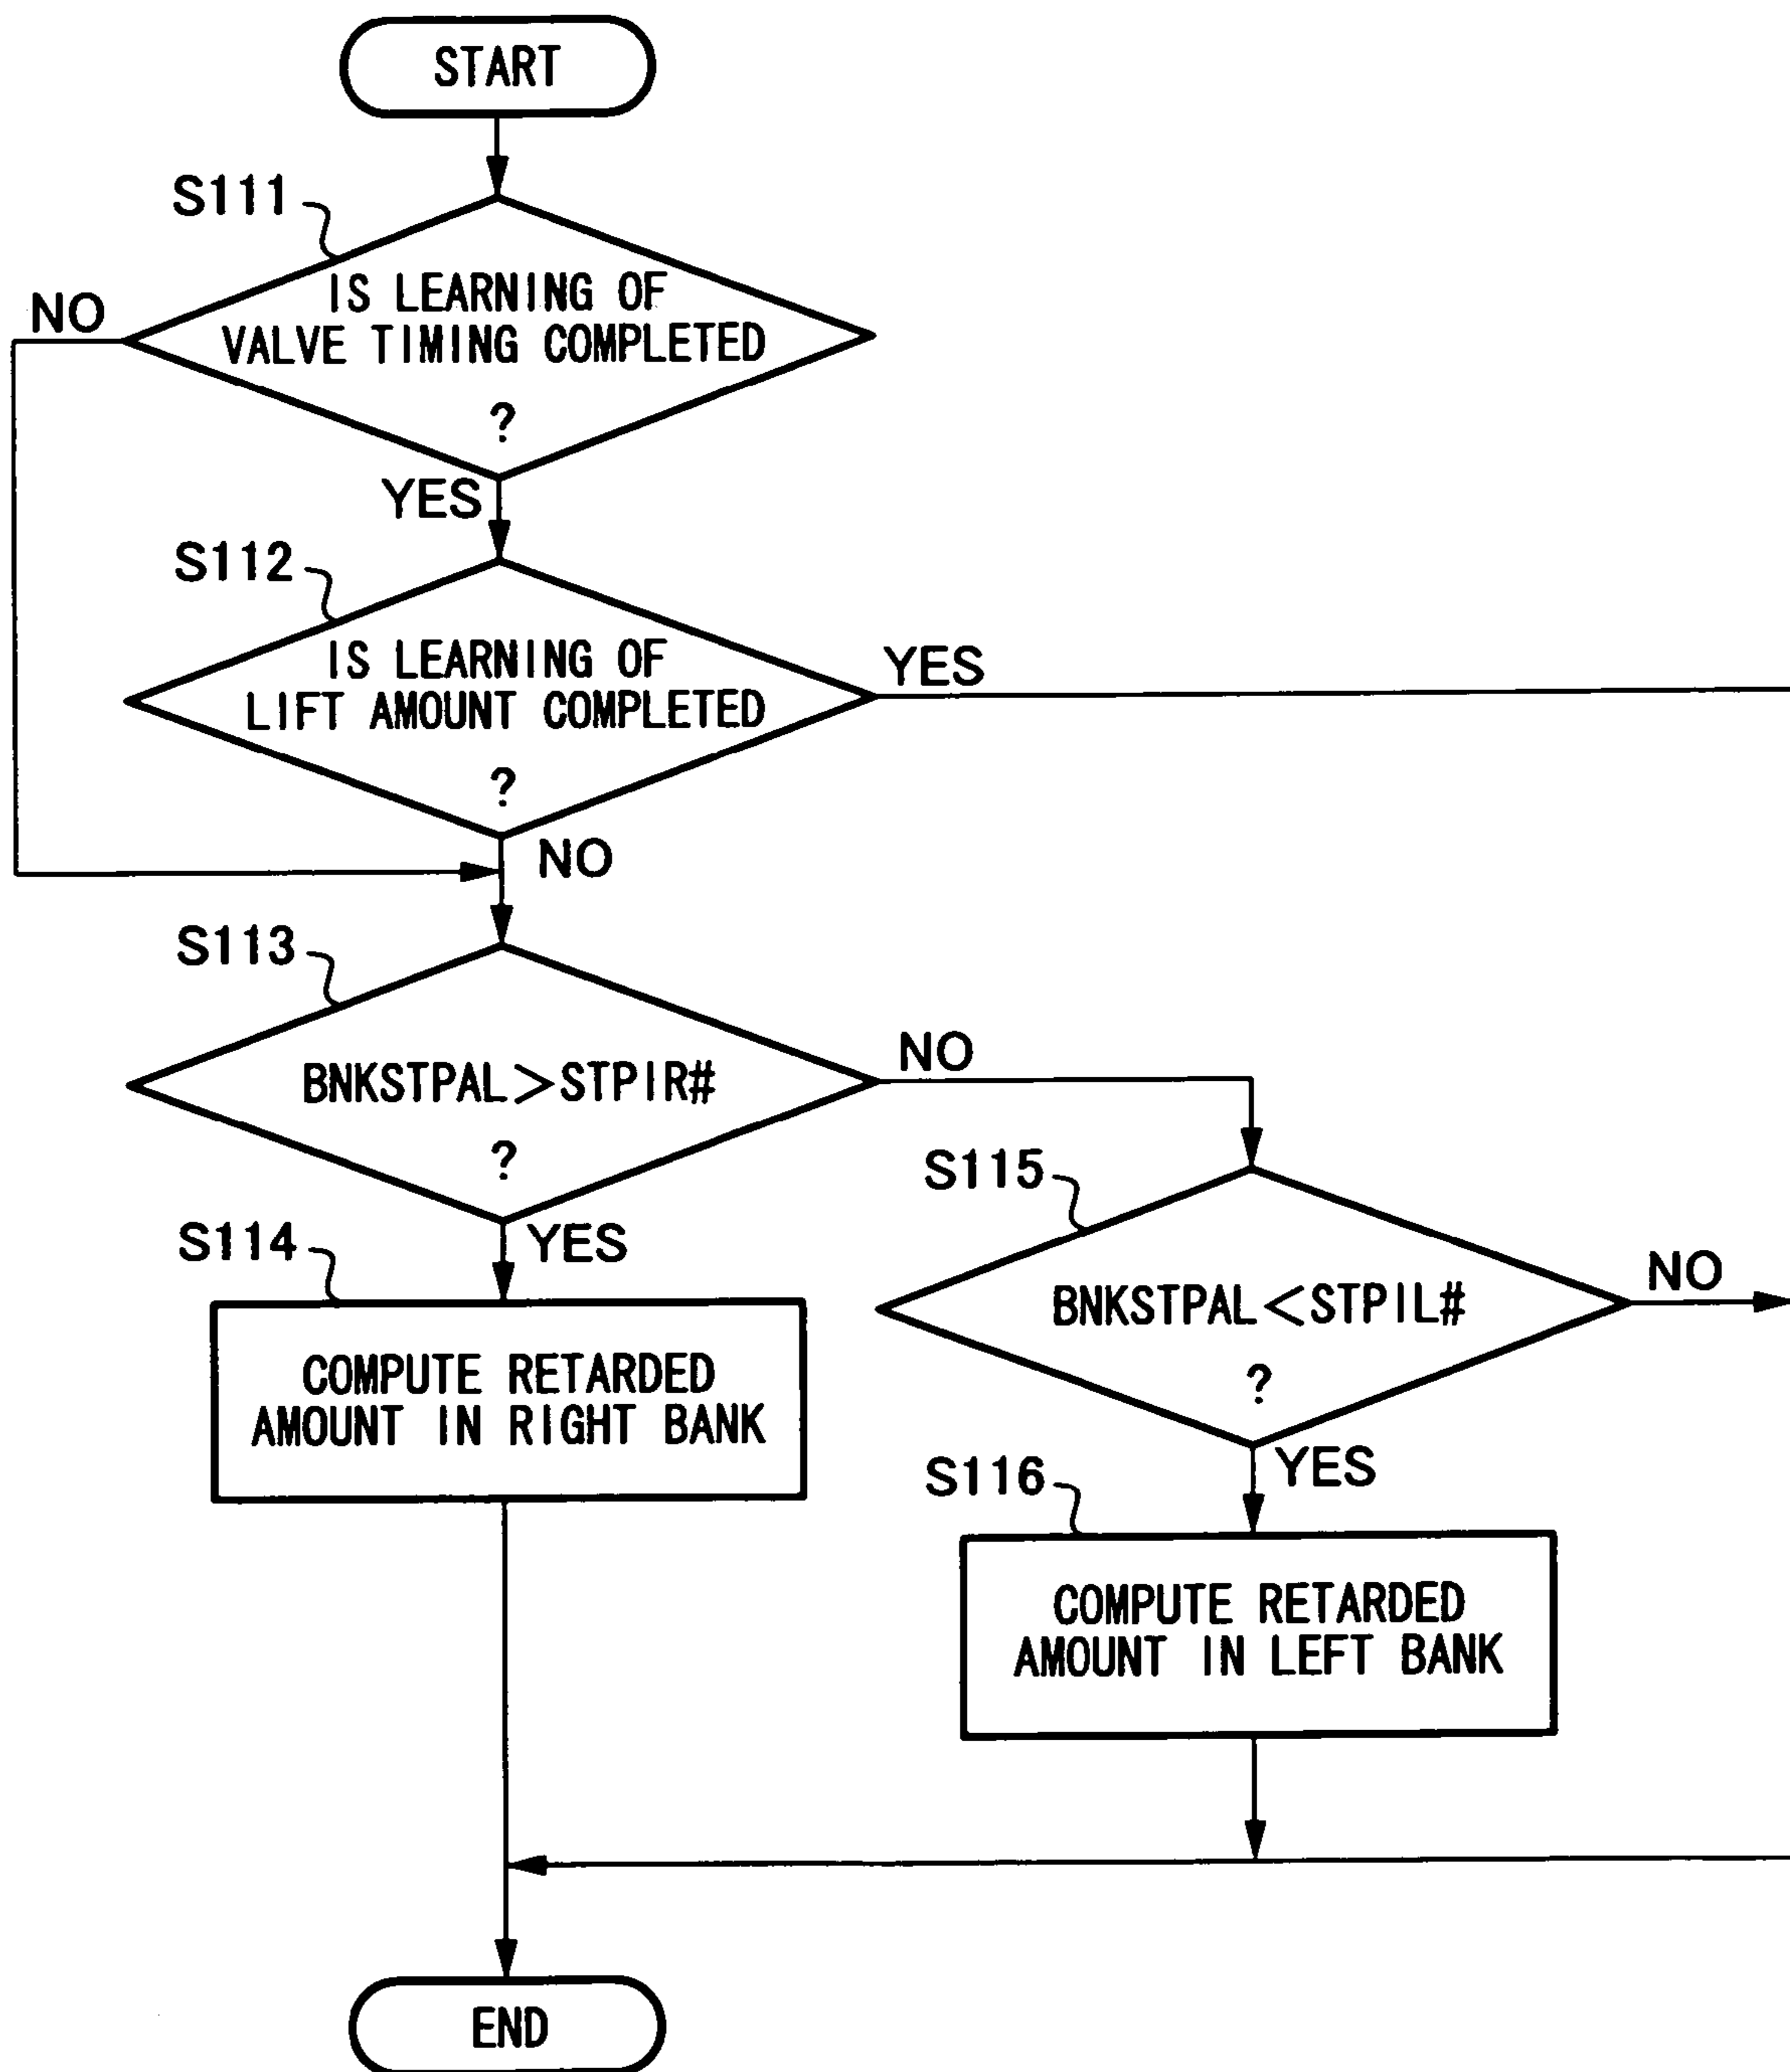 START
S111
IS LEARNING OF
VALVE TIMING COMPLETED
?
NO
YES
S112
IS LEARNING OF
LIFT AMOUNT COMPLETED
?
YES
NO
S113
BNKSTPAL>STPIR#
?
NO
YES
S114
COMPUTE RETARDED
AMOUNT IN RIGHT BANK
S115
BNKSTPAL<STPIL#
?
NO
YES
S116
COMPUTE RETARDED
AMOUNT IN LEFT BANK
END